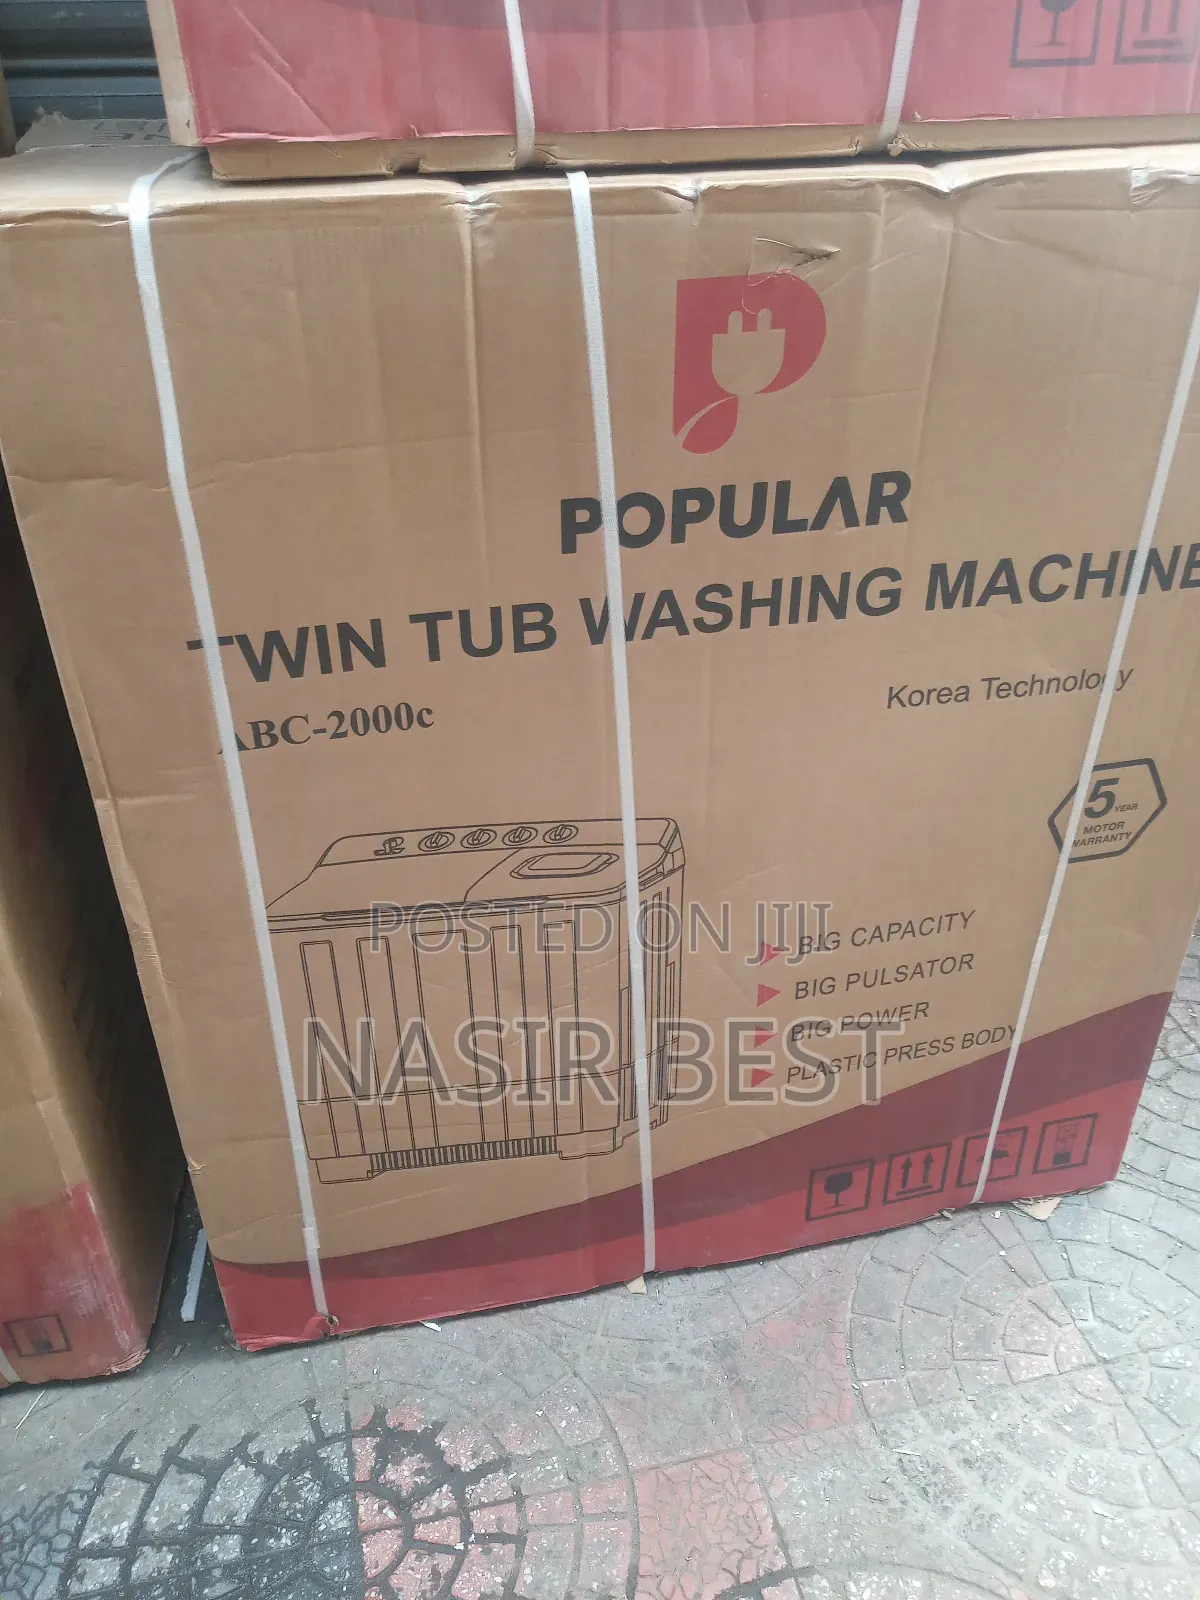 POPULAR
TWIN TUB WASHING MACHINE
Korea Technology
ABC-2000c
5 YEAR
MOTOR
WARRANTY
BIG CAPACITY
BIG PULSATOR
BIG POWER
PLASTIC PRESS BODY
POSTED ON JIJI
NASIR BEST